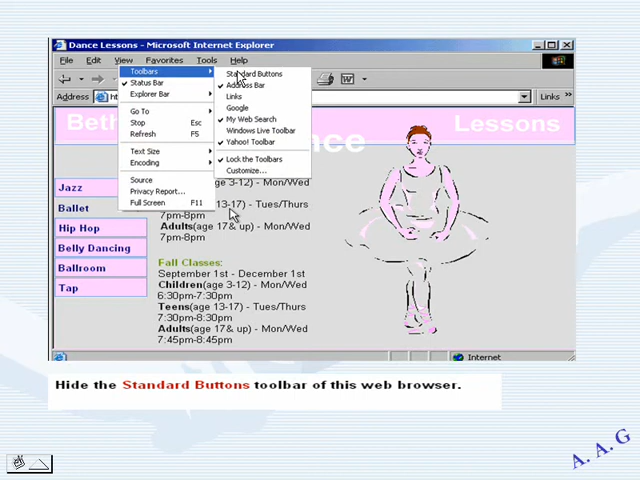 Dance Lessons - Microsoft Internet Explorer
File Edit View Favorites Tools Help
Address Links »
Toolbars
Status Bar
Explorer Bar
Go To
Stop Esc
Refresh F5
Text Size
Encoding
Source
Privacy Report...
Full Screen F11
Standard Buttons
Address Bar
Links
Google
My Web Search
Windows Live Toolbar
Yahoo! Toolbar
Lock the Toolbars
Customize...
Lessons
Jazz
Ballet
Hip Hop
Belly Dancing
Ballroom
Tap
(age 3-12) - Mon/Wed
13-17) - Tues/Thurs
7pm-8pm
Adults(age 17& up) - Mon/Wed
7pm-8pm
Fall Classes:
September 1st - December 1st
Children(age 3-12) - Mon/Wed
6:30pm-7:30pm
Teens(age 13-17) - Tues/Thurs
7:30pm-8:30pm
Adults(age 17& up) - Mon/Wed
7:45pm-8:45pm
Internet
Hide the Standard Buttons toolbar of this web browser.
A. A. G